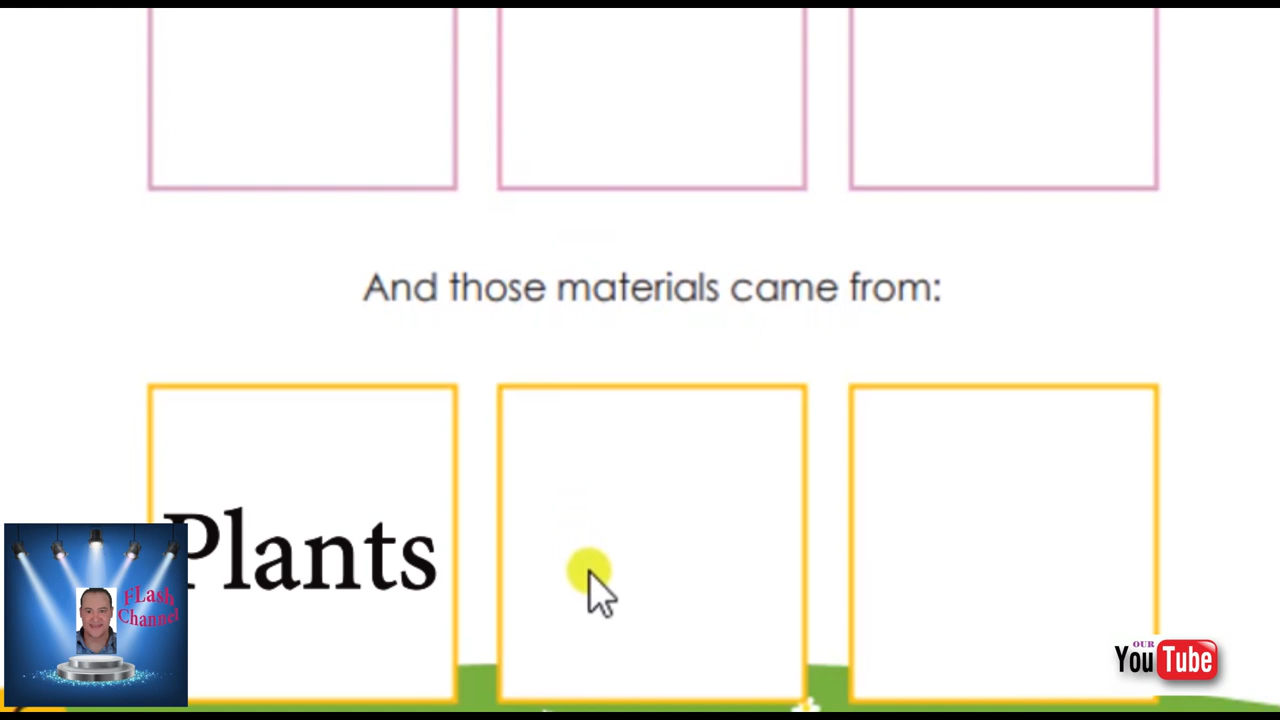 And those materials came from:
Plants
FLash
Channel
OUR
YouTube